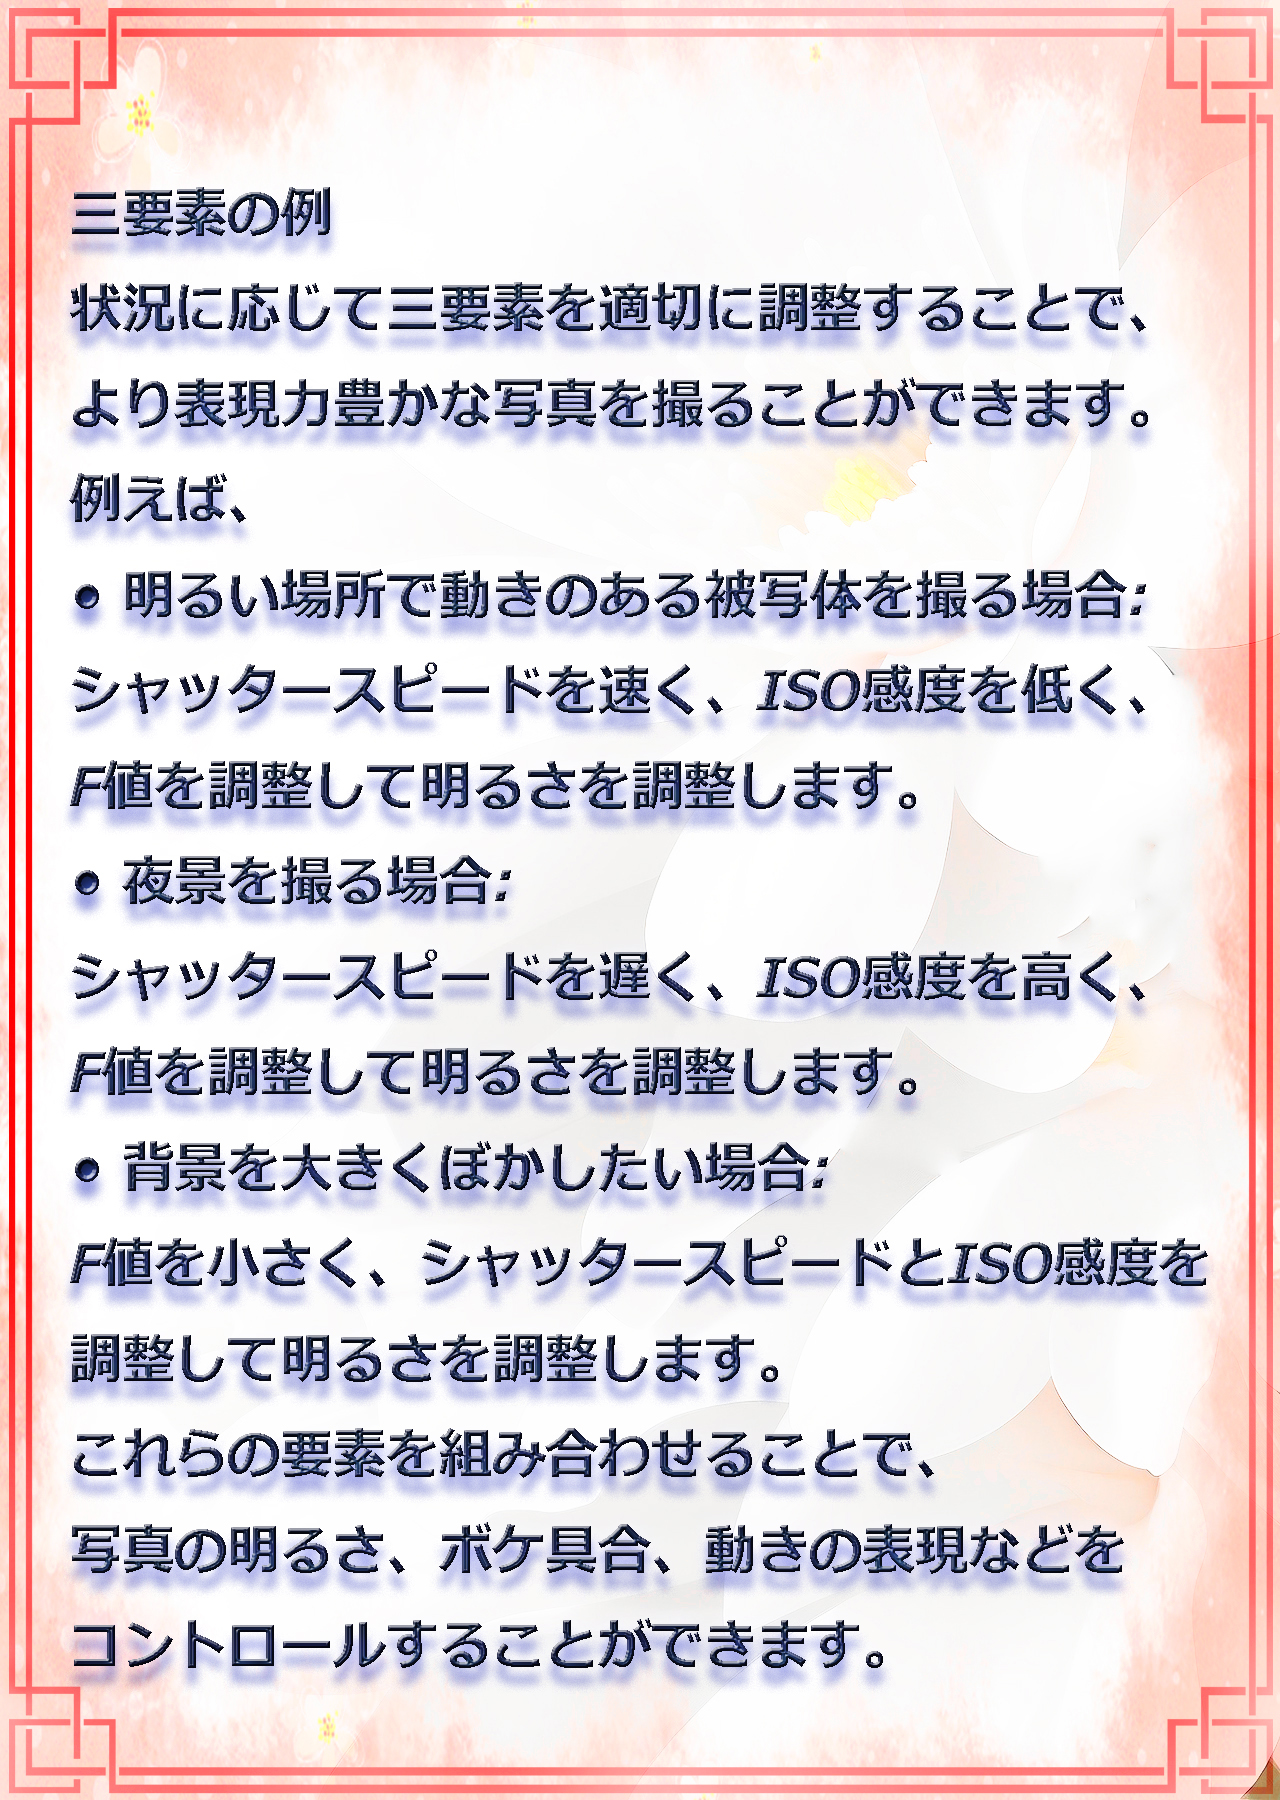 三要素の例
状況に応じて三要素を適切に調整することで、
より表現力豊かな写真を撮ることができます。
例えば、
• 明るい場所で動きのある被写体を撮る場合:
シャッタースピードを速く、ISO感度を低く、
F値を調整して明るさを調整します。
• 夜景を撮る場合:
シャッタースピードを遅く、ISO感度を高く、
F値を調整して明るさを調整します。
• 背景を大きくぼかしたい場合:
F値を小さく、シャッタースピードとISO感度を
調整して明るさを調整します。
これらの要素を組み合わせることで、
写真の明るさ、ボケ具合、動きの表現などを
コントロールすることができます。